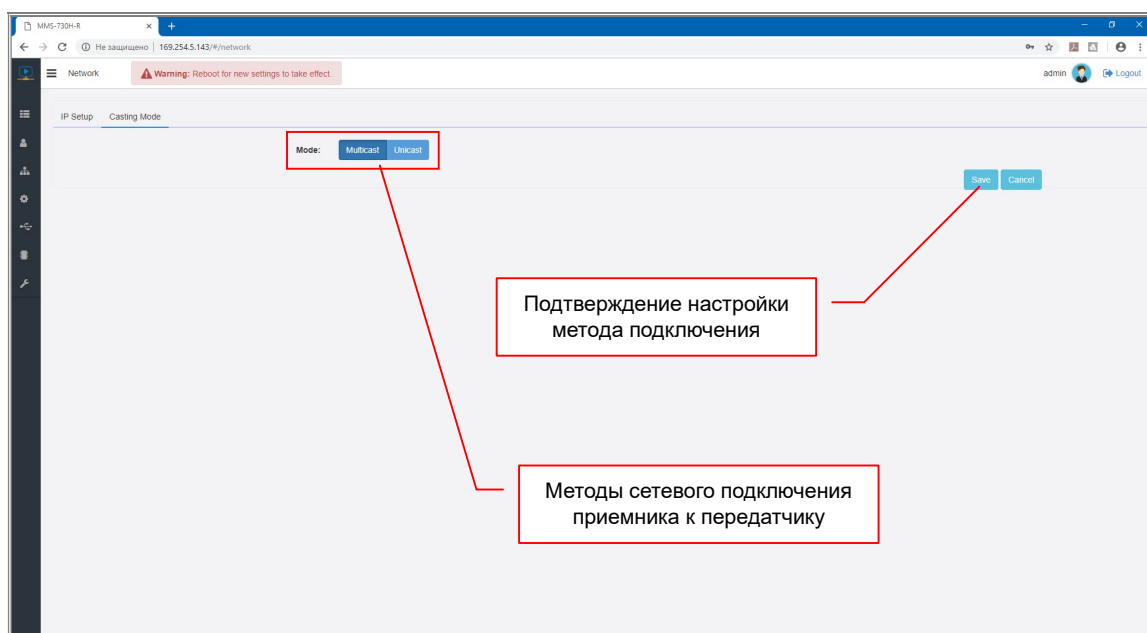 MMS-730H-R
Не защищено | 169.254.5.143/#/network
Network
Warning: Reboot for new settings to take effect.
admin
Logout
IP Setup
Casting Mode
Mode:
Multicast
Unicast
Save
Cancel
Подтверждение настройки
метода подключения
Методы сетевого подключения
приемника к передатчику